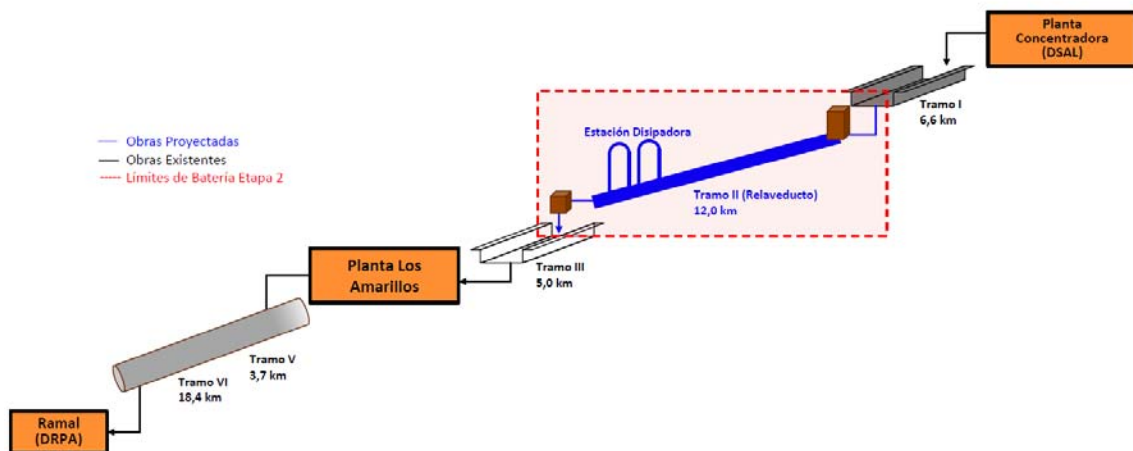 Planta
Concentradora
(DSAL)
Tramo I
6,6 km
Estación Disipadora
Obras Proyectadas
Obras Existentes
Límites de Batería Etapa 2
Tramo II (Relaveducto)
12,0 km
Tramo III
5,0 km
Planta Los
Amarillos
Tramo V
3,7 km
Tramo VI
18,4 km
Ramal
(DRPA)